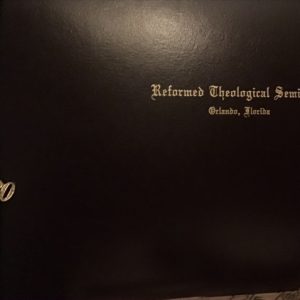 Reformed Theological Semi
Orlando, Florida